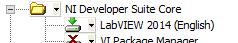 NI Developer Suite Core
LabVIEW 2014 (English)
VI Package Manager